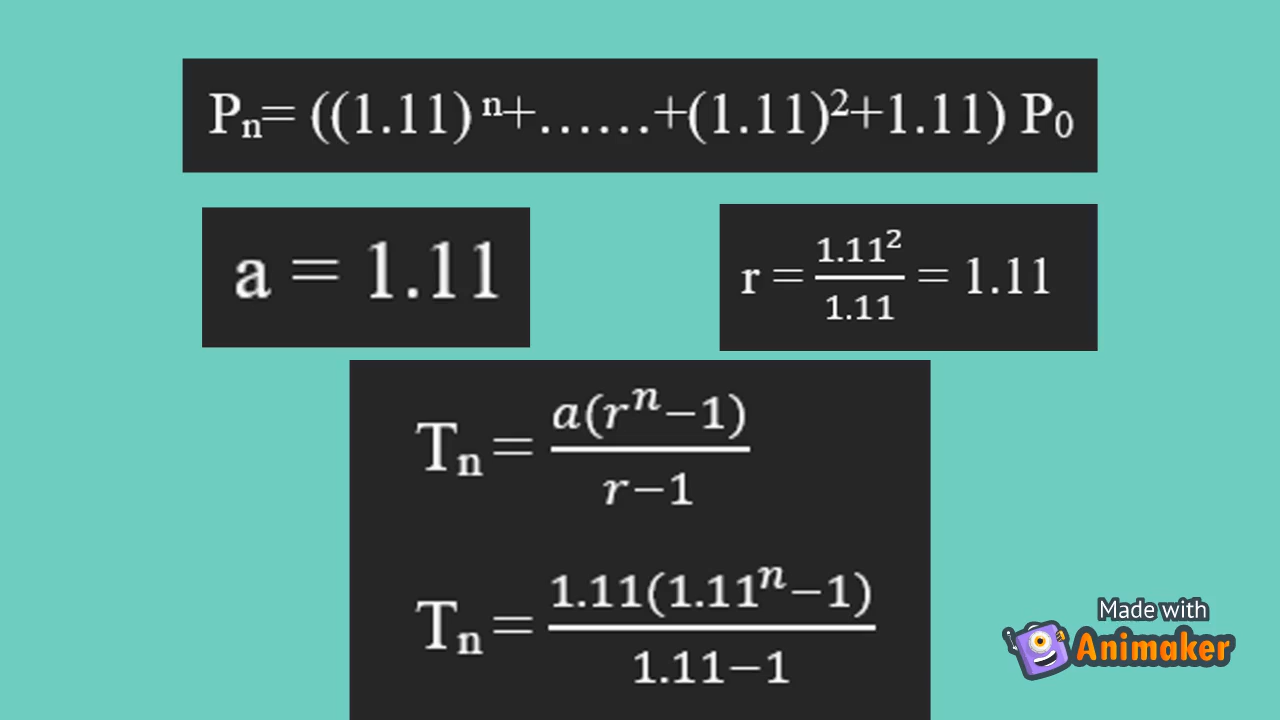 Pₙ= ((1.11) ⁿ+……+(1.11)²+1.11) P₀
a = 1.11
r = 1.11²/1.11 = 1.11
Tₙ= a(rⁿ−1)/r−1
Tₙ= 1.11(1.11ⁿ−1)/1.11−1
Made with
Animaker